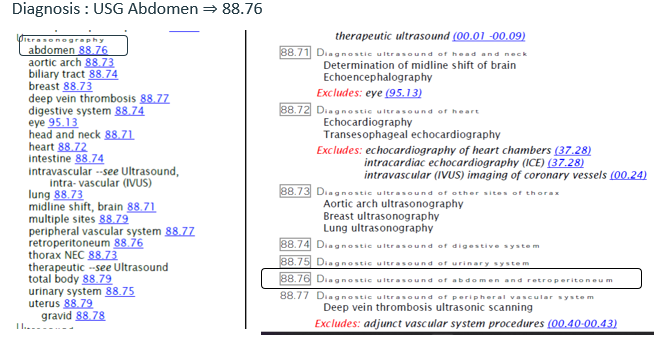 Diagnosis : USG Abdomen ⇒ 88.76
Ultrasonography
abdomen 88.76
aortic arch 88.73
biliary tract 88.74
breast 88.73
deep vein thrombosis 88.77
digestive system 88.74
eye 95.13
head and neck 88.71
heart 88.72
intestine 88.74
intravascular --see Ultrasound,
intra- vascular (IVUS)
lung 88.73
midline shift, brain 88.71
multiple sites 88.79
peripheral vascular system 88.77
retroperitoneum 88.76
thorax NEC 88.73
therapeutic --see Ultrasound
total body 88.79
urinary system 88.75
uterus 88.79
gravid 88.78
therapeutic ultrasound (00.01 -00.09)
88.71 Diagnostic ultrasound of head and neck
Determination of midline shift of brain
Echoencephalography
Excludes: eye (95.13)
88.72 Diagnostic ultrasound of heart
Echocardiography
Transesophageal echocardiography
Excludes: echocardiography of heart chambers (37.28)
intracardiac echocardiography (ICE) (37.28)
intravascular (IVUS) imaging of coronary vessels (00.24)
88.73 Diagnostic ultrasound of other sites of thorax
Aortic arch ultrasonography
Breast ultrasonography
Lung ultrasonography
88.74 Diagnostic ultrasound of digestive system
88.75 Diagnostic ultrasound of urinary system
88.76 Diagnostic ultrasound of abdomen and retroperitoneum
88.77 Diagnostic ultrasound of peripheral vascular system
Deep vein thrombosis ultrasonic scanning
Excludes: adjunct vascular system procedures (00.40-00.43)